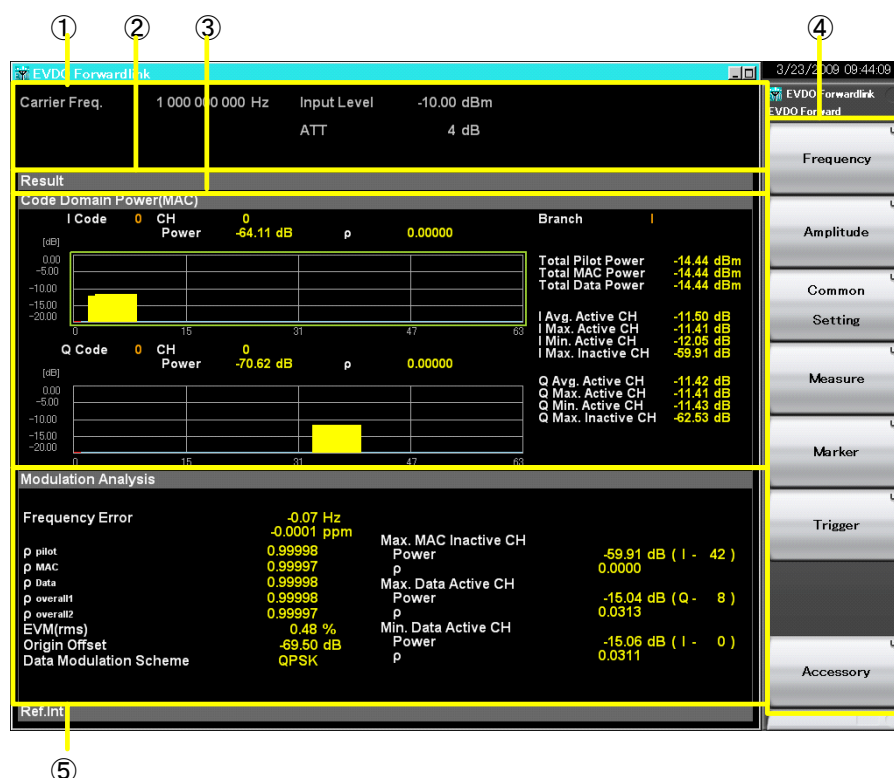 ① ② ③ ④
EVDO Forwardlink
3/23/2009 09:44:09
Carrier Freq. 1 000 000 000 Hz Input Level -10.00 dBm
ATT 4 dB
EVDO Forwardlink
EVDO Forward
Frequency
Amplitude
Common
Setting
Measure
Marker
Trigger
Accessory
Result
Code Domain Power(MAC)
I Code 0 CH 0 Branch I
Power -64.11 dB ρ 0.00000
[dB]
0.00
-5.00
-10.00
-15.00
-20.00
0 15 31 47 63
Total Pilot Power -14.44 dBm
Total MAC Power -14.44 dBm
Total Data Power -14.44 dBm
I Avg. Active CH -11.50 dB
I Max. Active CH -11.41 dB
I Min. Active CH -12.05 dB
I Max. Inactive CH -59.91 dB
Q Code 0 CH 0
Power -70.62 dB ρ 0.00000
[dB]
0.00
-5.00
-10.00
-15.00
-20.00
0 15 31 47 63
Q Avg. Active CH -11.42 dB
Q Max. Active CH -11.41 dB
Q Min. Active CH -11.43 dB
Q Max. Inactive CH -62.53 dB
Modulation Analysis
Frequency Error -0.07 Hz
-0.0001 ppm
ρ pilot 0.99998
ρ MAC 0.99997
ρ Data 0.99998
ρ overall1 0.99998
ρ overall2 0.99997
EVM(rms) 0.48 %
Origin Offset -69.50 dB
Data Modulation Scheme QPSK
Max. MAC Inactive CH
Power -59.91 dB ( I - 42 )
ρ 0.0000
Max. Data Active CH
Power -15.04 dB ( Q - 8 )
ρ 0.0313
Min. Data Active CH
Power -15.06 dB ( I - 0 )
ρ 0.0311
Ref.Int
⑤